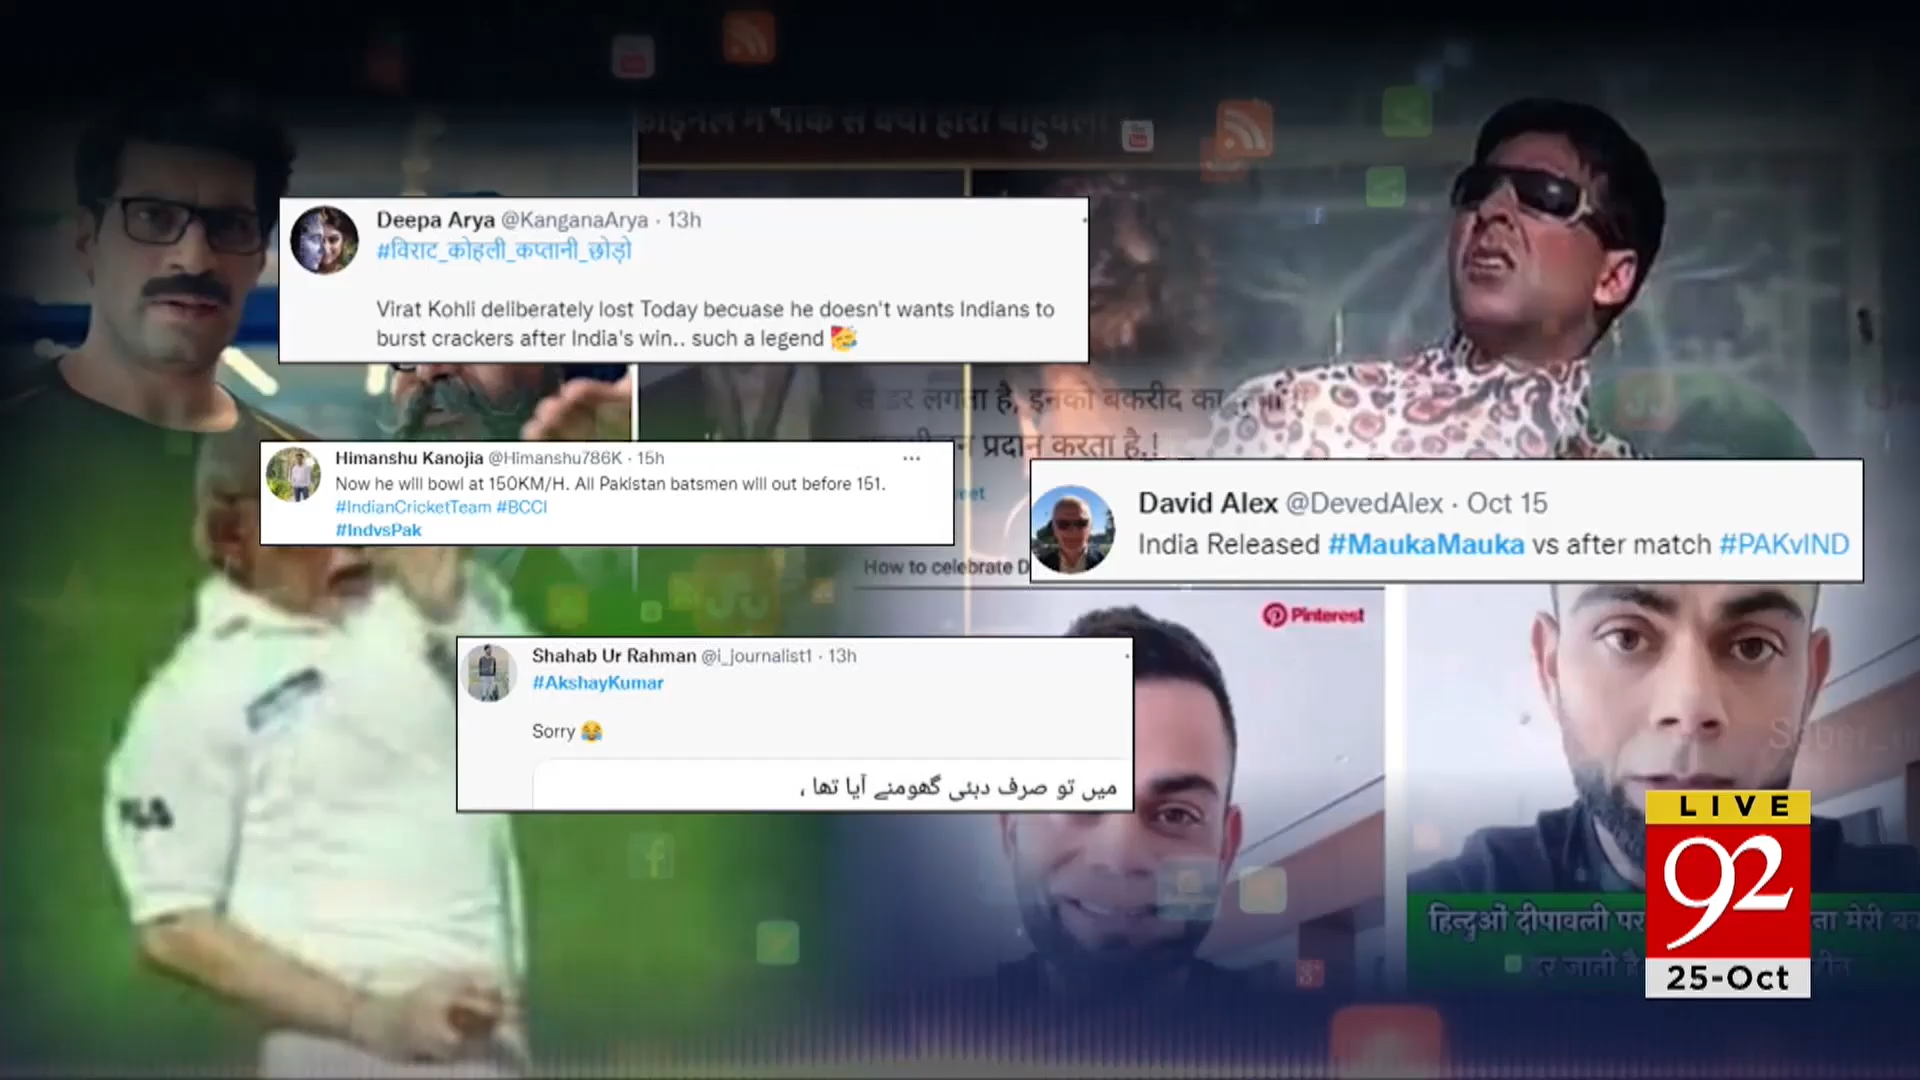 Deepa Arya @KanganaArya · 13h
#विराट_कोहली_कप्तानी_छोड़ो
Virat Kohli deliberately lost Today becuase he doesn't wants Indians to
burst crackers after India's win.. such a legend 🥳
डर लगता है, इनको बकरीद का
प्रदान करता है.!
Himanshu Kanojia @Himanshu786K · 15h
Now he will bowl at 150KM/H. All Pakistan batsmen will out before 151.
#IndianCricketTeam #BCCI
#IndvsPak
David Alex @DevedAlex · Oct 15
India Released #MaukaMauka vs after match #PAKvIND
How to celebrate D
Pinterest
Shahab Ur Rahman @i_journalist1 · 13h
#AkshayKumar
Sorry 😂
میں تو صرف دبئی گھومنے آیا تھا ،
हिन्दुओं दीपावली पर
मेरी
LIVE
92
25-Oct